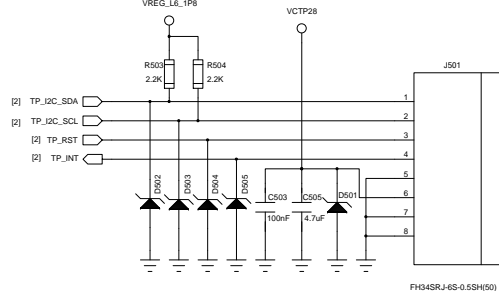 VREG_L6_1P8
VCTP28
J501
R503
R504
2.2K
2.2K
[2] TP_I2C_SDA
1
[2] TP_I2C_SCL
2
[2] TP_RST
3
[2] TP_INT
4
5
6
7
8
D502
D503
D504
D505
C503
100nF
C505
4.7uF
D501
FH34SRJ-6S-0.5SH(50)